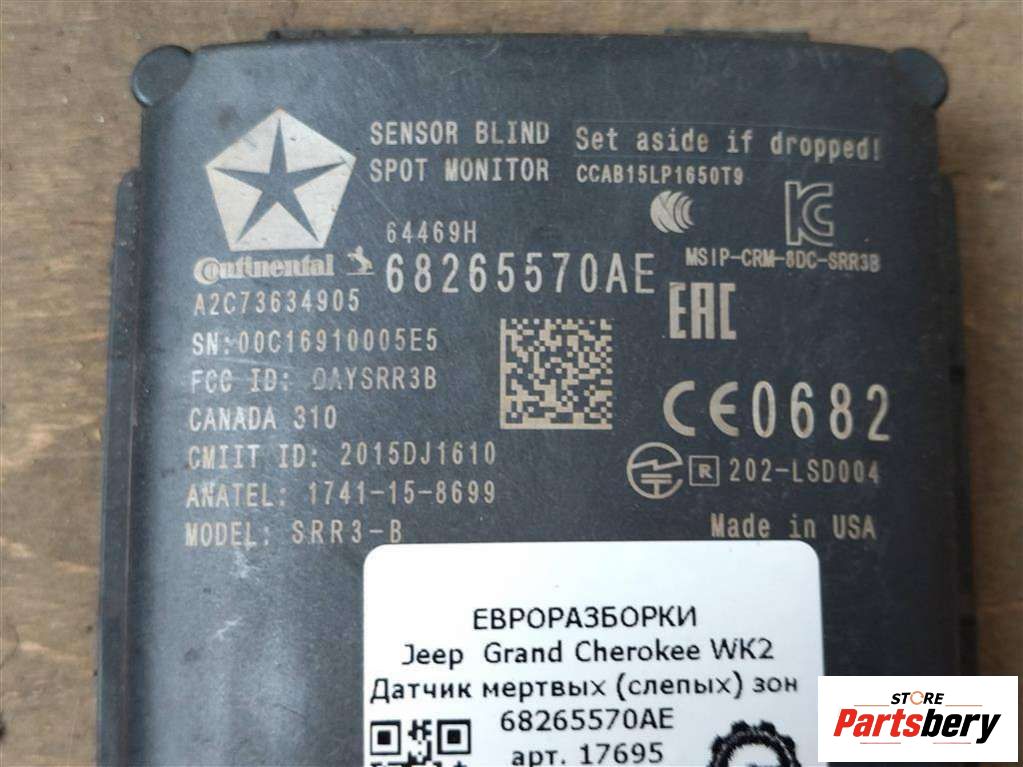 SENSOR BLIND
SPOT MONITOR
Set aside if dropped!
CCAB15LP1650T9
64469H
Continental
68265570AE
MSIP-CRM-8DC-SRR3B
A2C73634905
EAC
SN:00C16910005E5
FCC ID: OAYSRR3B
CE0682
CANADA 310
CMIIT ID: 2015DJ1610
R 202-LSD004
ANATEL: 1741-15-8699
MODEL: SRR3-B
Made in USA
ЕВРОРАЗБОРКИ
Jeep Grand Cherokee WK2
Датчик мертвых (слепых) зон
68265570AE
арт. 17695
STORE
Partsbery